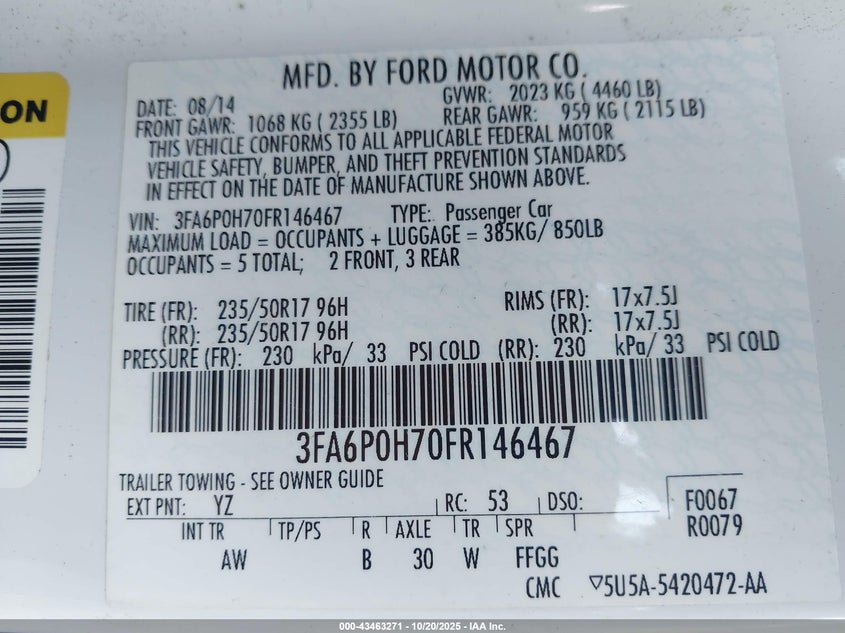 ON
MFD. BY FORD MOTOR CO.
DATE: 08/14 GVWR: 2023 KG ( 4460 LB)
FRONT GAWR: 1068 KG ( 2355 LB) REAR GAWR: 959 KG ( 2115 LB)
THIS VEHICLE CONFORMS TO ALL APPLICABLE FEDERAL MOTOR
VEHICLE SAFETY, BUMPER, AND THEFT PREVENTION STANDARDS
IN EFFECT ON THE DATE OF MANUFACTURE SHOWN ABOVE.
VIN: 3FA6P0H70FR146467 TYPE: Passenger Car
MAXIMUM LOAD = OCCUPANTS + LUGGAGE = 385KG/ 850LB
OCCUPANTS = 5 TOTAL; 2 FRONT, 3 REAR
TIRE (FR): 235/50R17 96H RIMS (FR): 17x7.5J
(RR): 235/50R17 96H (RR): 17x7.5J
PRESSURE (FR): 230 kPa/ 33 PSI COLD (RR): 230 kPa/ 33 PSI COLD
3FA6P0H70FR146467
TRAILER TOWING - SEE OWNER GUIDE
EXT PNT: YZ RC: 53 DSO: F0067
INT TR TP/PS R AXLE TR SPR R0079
AW B 30 W FFGG
CMC ▽5U5A-5420472-AA
000-43463271 - 10/20/2025 - IAA Inc.